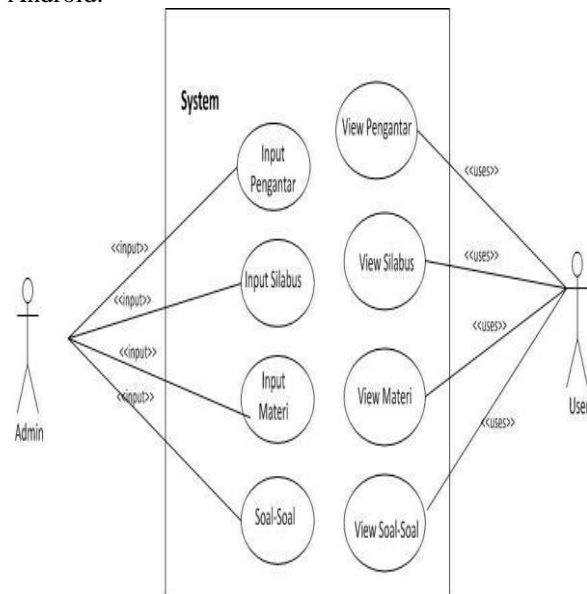 Android.
System
Input
Pengantar
Input Silabus
Input
Materi
Soal-Soal
View Pengantar
View Silabus
View Materi
View Soal-Soal
<<input>>
<<input>>
<<input>>
<<input>>
<<uses>>
<<uses>>
<<uses>>
<<uses>>
Admin
User